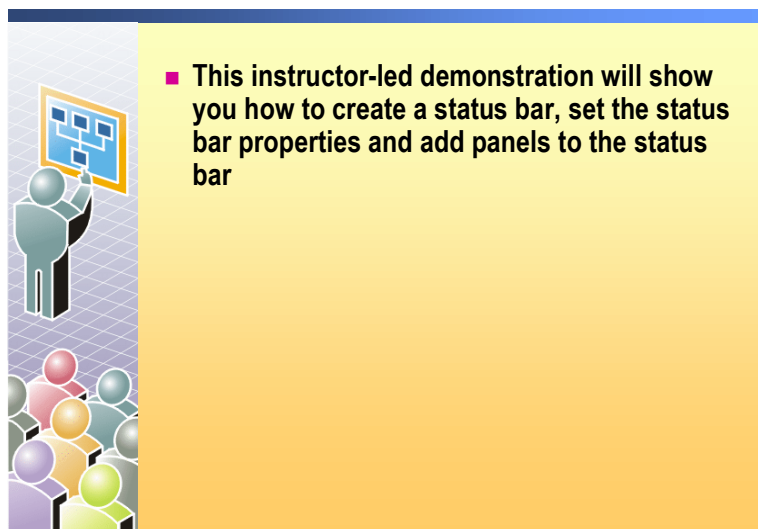 This instructor-led demonstration will show
you how to create a status bar, set the status
bar properties and add panels to the status
bar